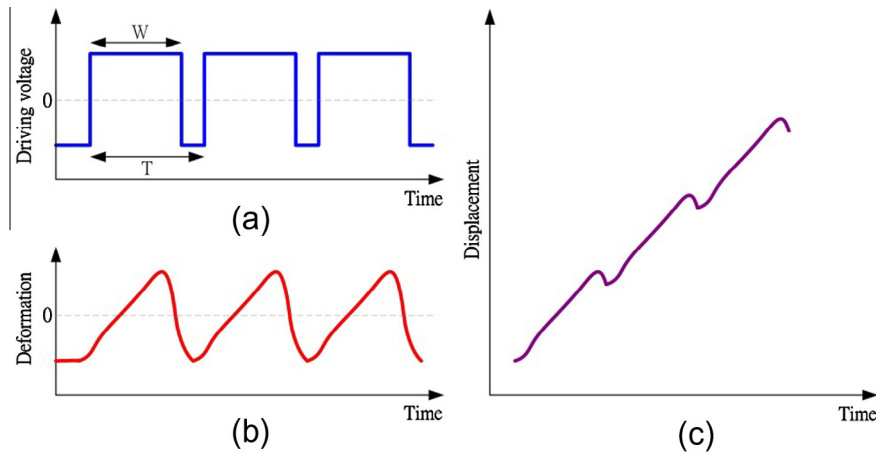 Driving voltage
0
W
T
Time
(a)
Deformation
0
Time
(b)
Displacement
Time
(c)